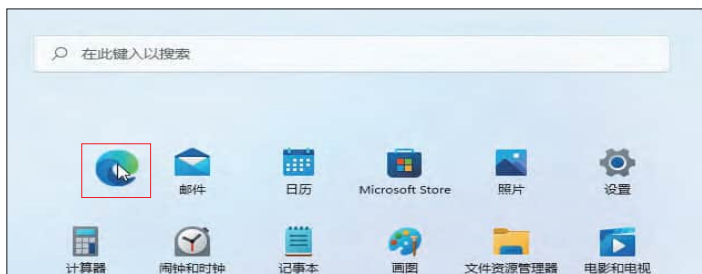 在此键入以搜索
邮件 日历 Microsoft Store 照片 设置
计算器 闹钟和时钟 记事本 画图 文件资源管理器 电影和电视